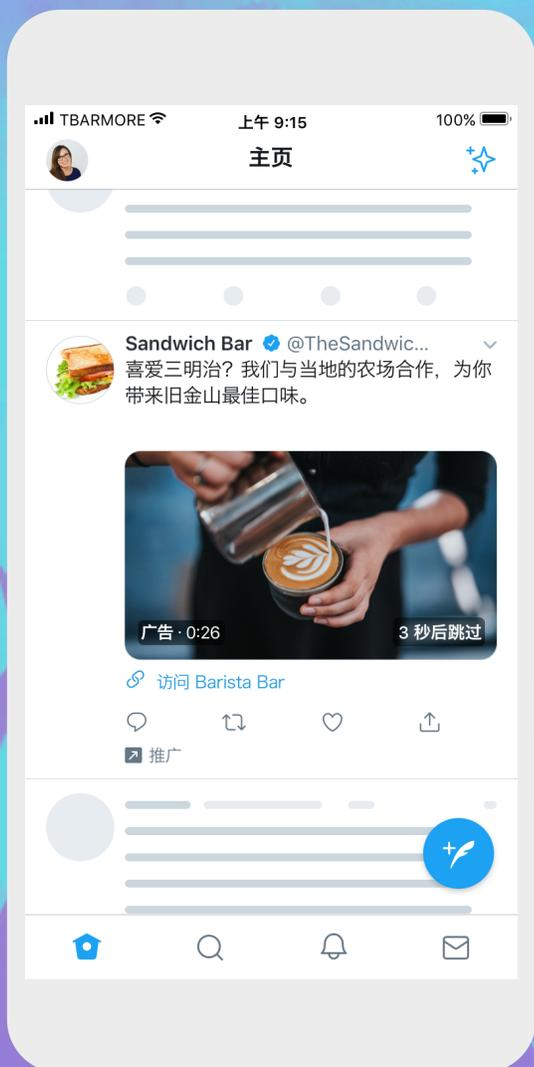 TBARMORE 上午 9:15 100%
主页
Sandwich Bar @TheSandwic...
喜爱三明治？我们与当地的农场合作，为你
带来旧金山最佳口味。
广告 · 0:26 3 秒后跳过
访问 Barista Bar
推广